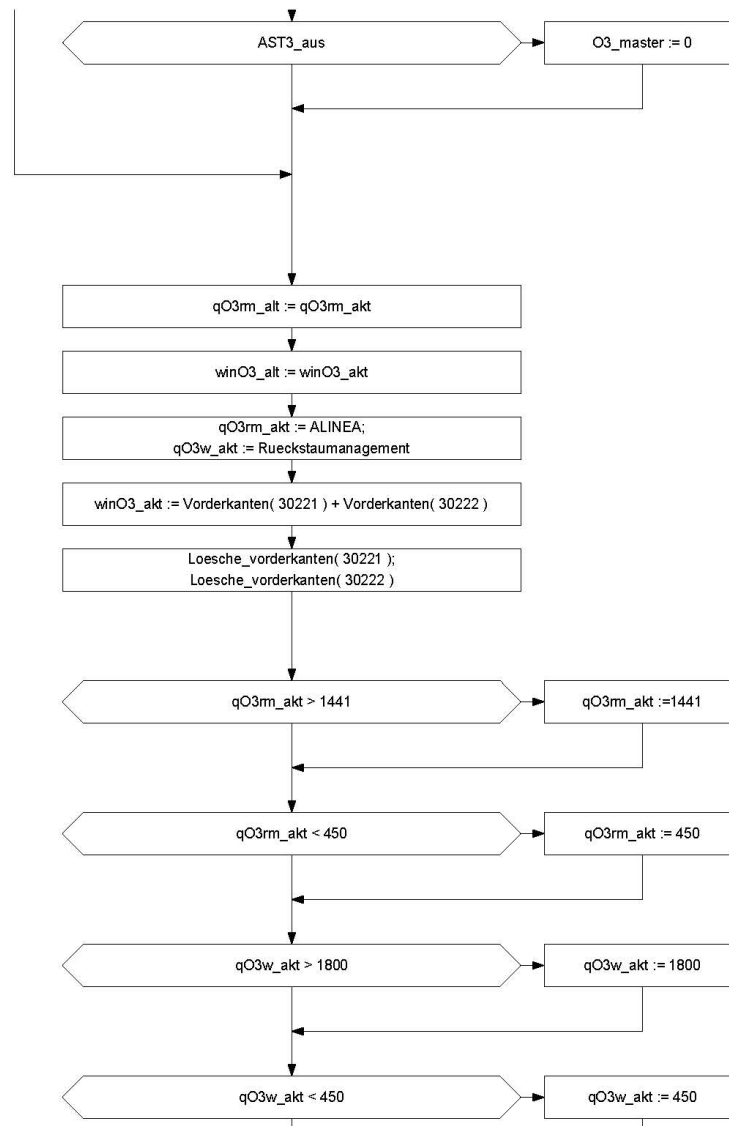 AST3_aus
O3_master := 0
qO3rm_alt := qO3rm_akt
winO3_alt := winO3_akt
qO3rm_akt := ALINEA;
qO3w_akt := Rueckstaumanagement
winO3_akt := Vorderkanten( 30221 ) + Vorderkanten( 30222 )
Loesche_vorderkanten( 30221 );
Loesche_vorderkanten( 30222 )
qO3rm_akt > 1441
qO3rm_akt :=1441
qO3rm_akt < 450
qO3rm_akt := 450
qO3w_akt > 1800
qO3w_akt := 1800
qO3w_akt < 450
qO3w_akt := 450